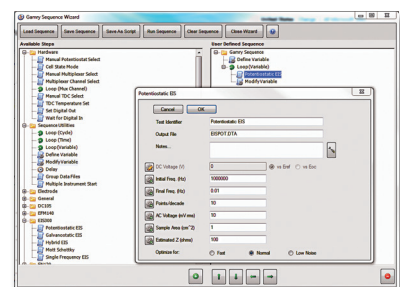 Gamry Sequence Wizard
Load Sequence
Save Sequence
Save As Script
Run Sequence
Clear Sequence
Close Wizard
Available Steps
User Defined Sequence
Hardware
Manual Potentiostat Select
Cell State Mode
Manual Multiplexer Select
Multiplexer Channel Select
Loop (Mux Channel)
Manual TDC Select
TDC Temperature Set
Set Digital Out
Wait for Digital In
Sequence Utilities
Loop (Cycle)
Loop (Time)
Loop (Variable)
Define Variable
Modify Variable
Delay
Group Data Files
Multiple Instrument Start
Electrode
General
DC105
EFM140
EIS300
Potentiostatic EIS
Galvanostatic EIS
Hybrid EIS
Mott Schottky
Single Frequency EIS
Gamry Sequence
Define Variable
Loop(Variable)
Potentiostatic EIS
Modify Variable
Potentiostatic EIS
Cancel
OK
Test Identifier
Potentiostatic EIS
Output File
EISPOT.DTA
Notes...
DC Voltage (V)
0
vs Eref
vs Eoc
Initial Freq. (Hz)
1000000
Final Freq. (Hz)
0.01
Points/decade
10
AC Voltage (mV rms)
10
Sample Area (cm^2)
1
Estimated Z (ohms)
100
Optimize for:
Fast
Normal
Low Noise